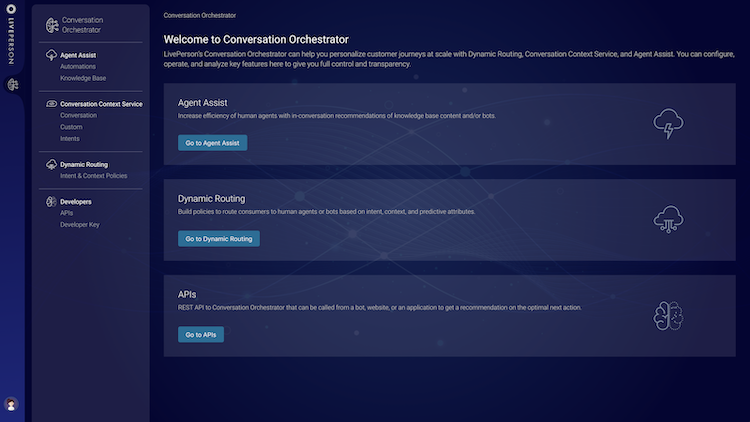 LIVEPERSON
Conversation
Orchestrator
Agent Assist
Automations
Knowledge Base
Conversation Context Service
Conversation
Custom
Intents
Dynamic Routing
Intent & Context Policies
Developers
APIs
Developer Key
Conversation Orchestrator
Welcome to Conversation Orchestrator
LivePerson's Conversation Orchestrator can help you personalize customer journeys at scale with Dynamic Routing, Conversation Context Service, and Agent Assist. You can configure,
operate, and analyze key features here to give you full control and transparency.
Agent Assist
Increase efficiency of human agents with in-conversation recommendations of knowledge base content and/or bots.
Go to Agent Assist
Dynamic Routing
Build policies to route consumers to human agents or bots based on intent, context, and predictive attributes.
Go to Dynamic Routing
APIs
REST API to Conversation Orchestrator that can be called from a bot, website, or an application to get a recommendation on the optimal next action.
Go to APIs